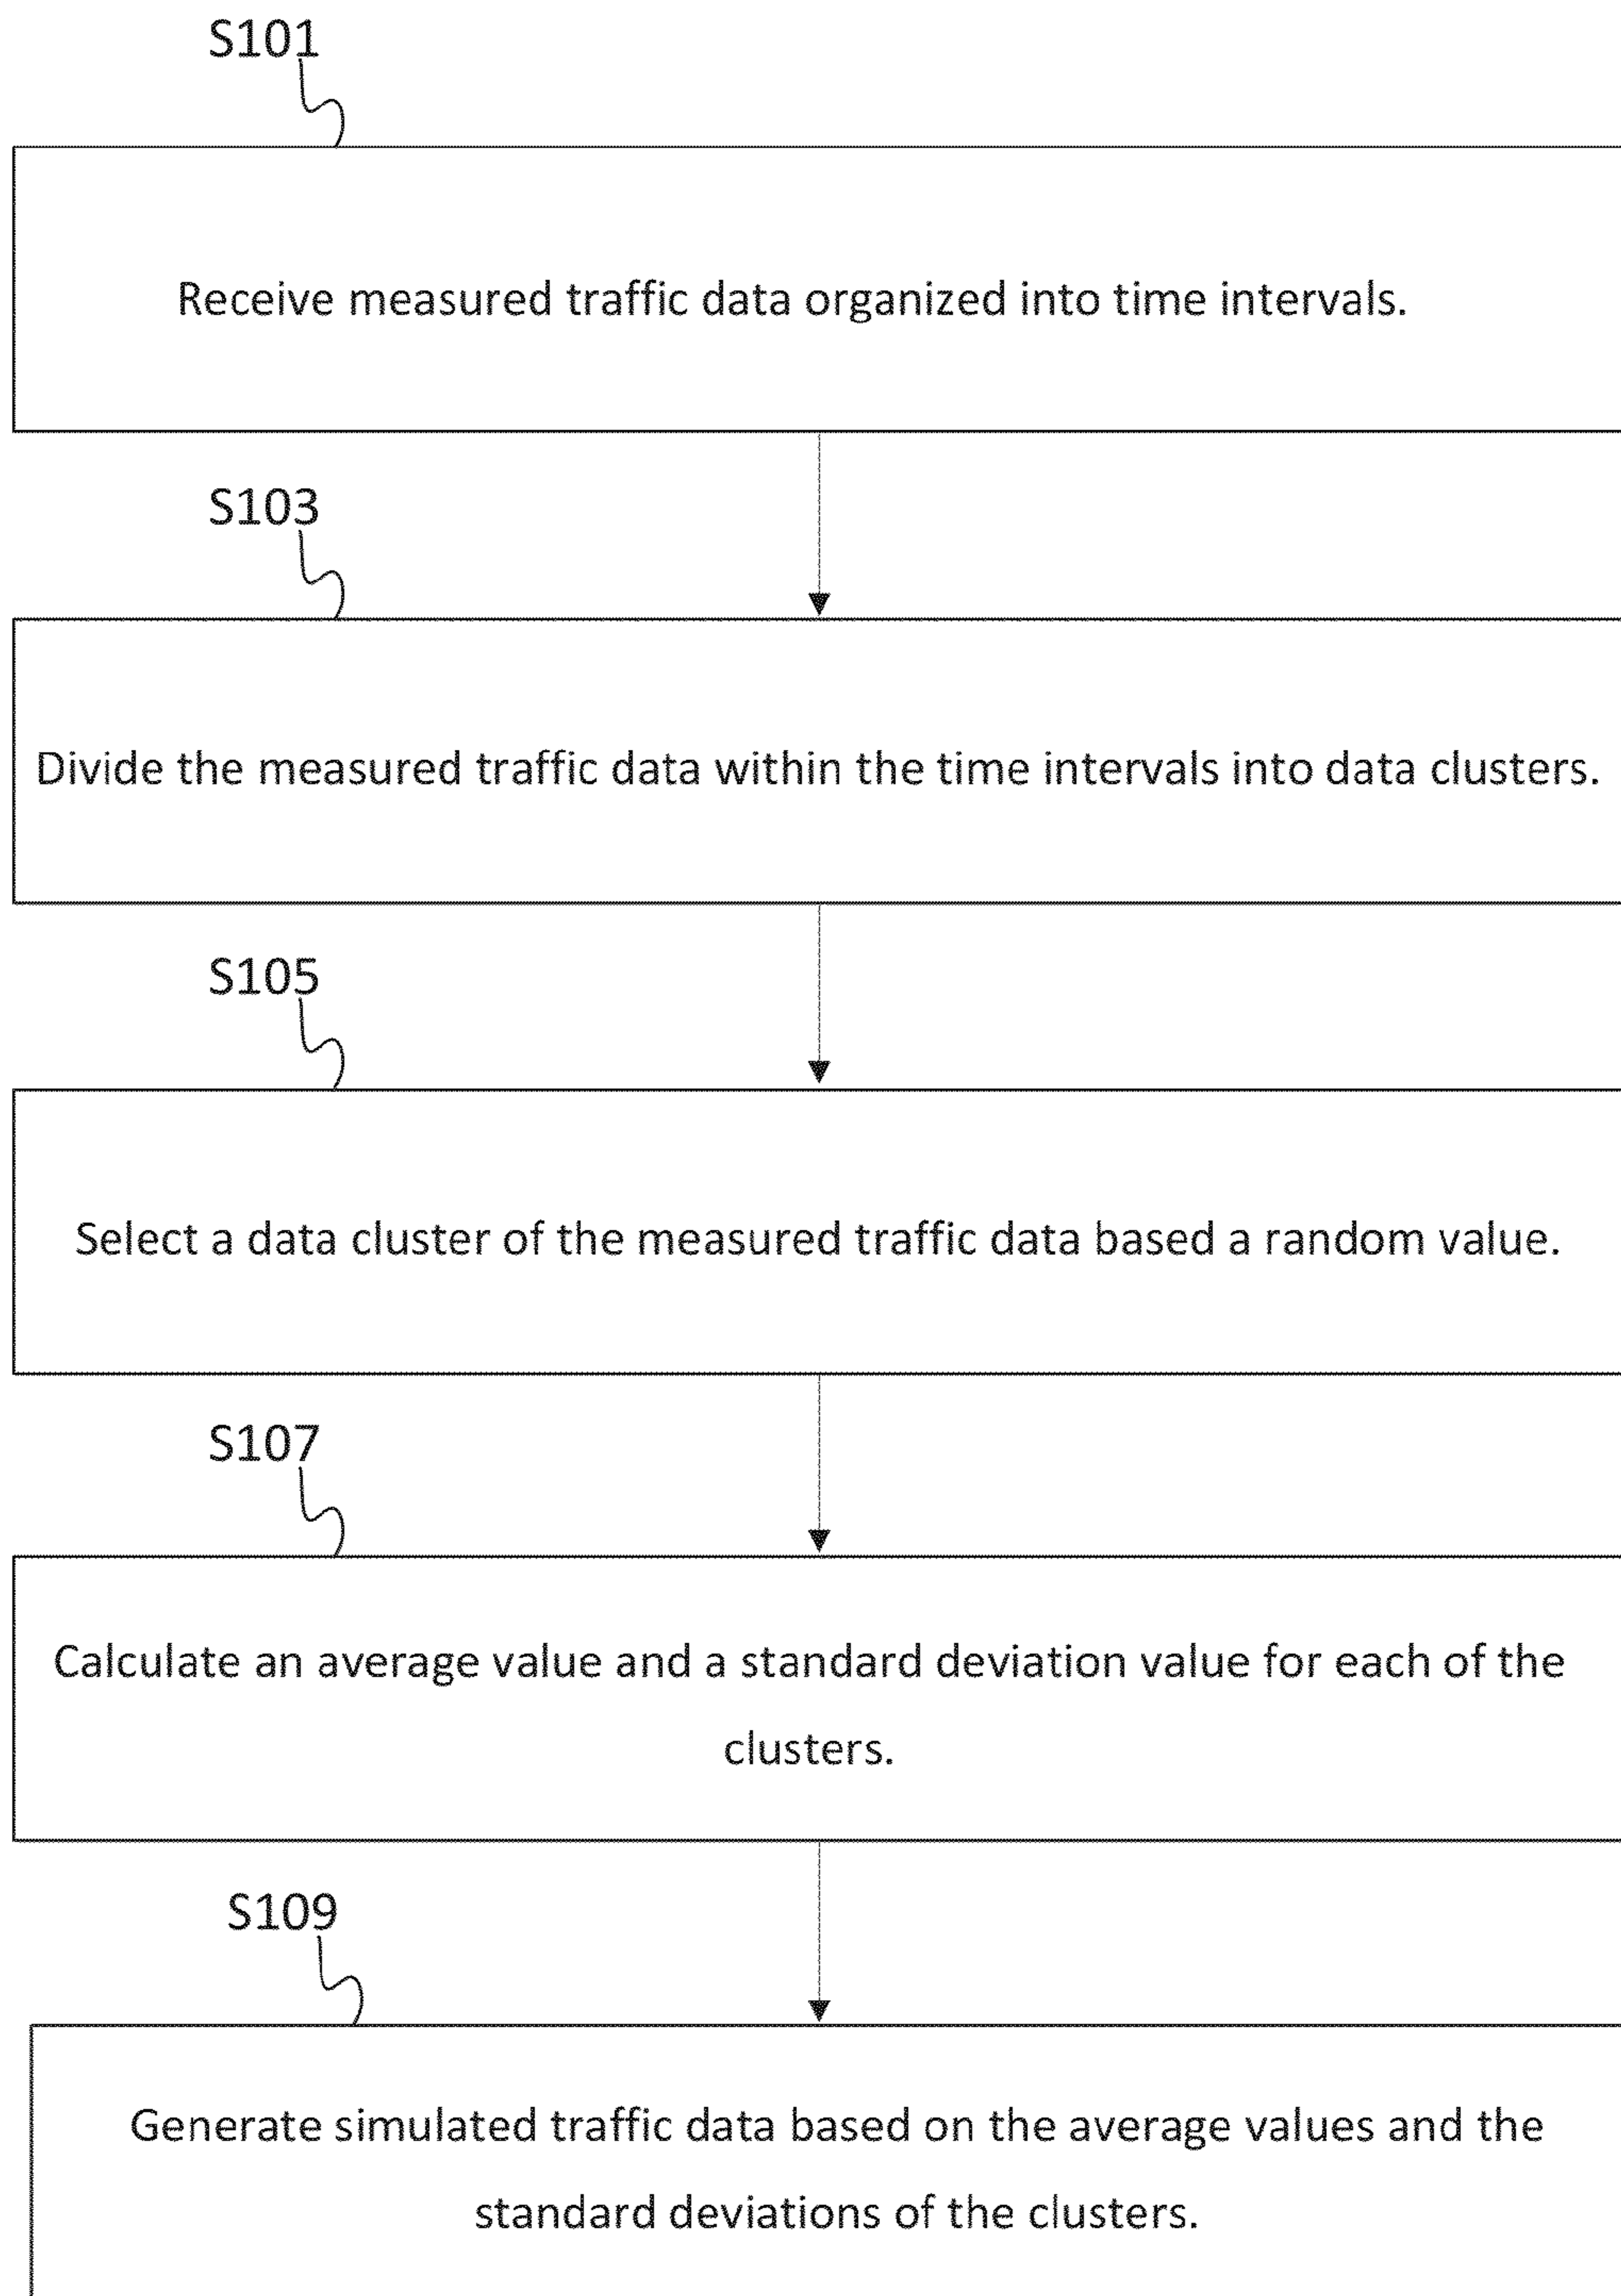 S101
Receive measured traffic data organized into time intervals.
S103
Divide the measured traffic data within the time intervals into data clusters.
S105
Select a data cluster of the measured traffic data based a random value.
S107
Calculate an average value and a standard deviation value for each of the
clusters.
S109
Generate simulated traffic data based on the average values and the
standard deviations of the clusters.